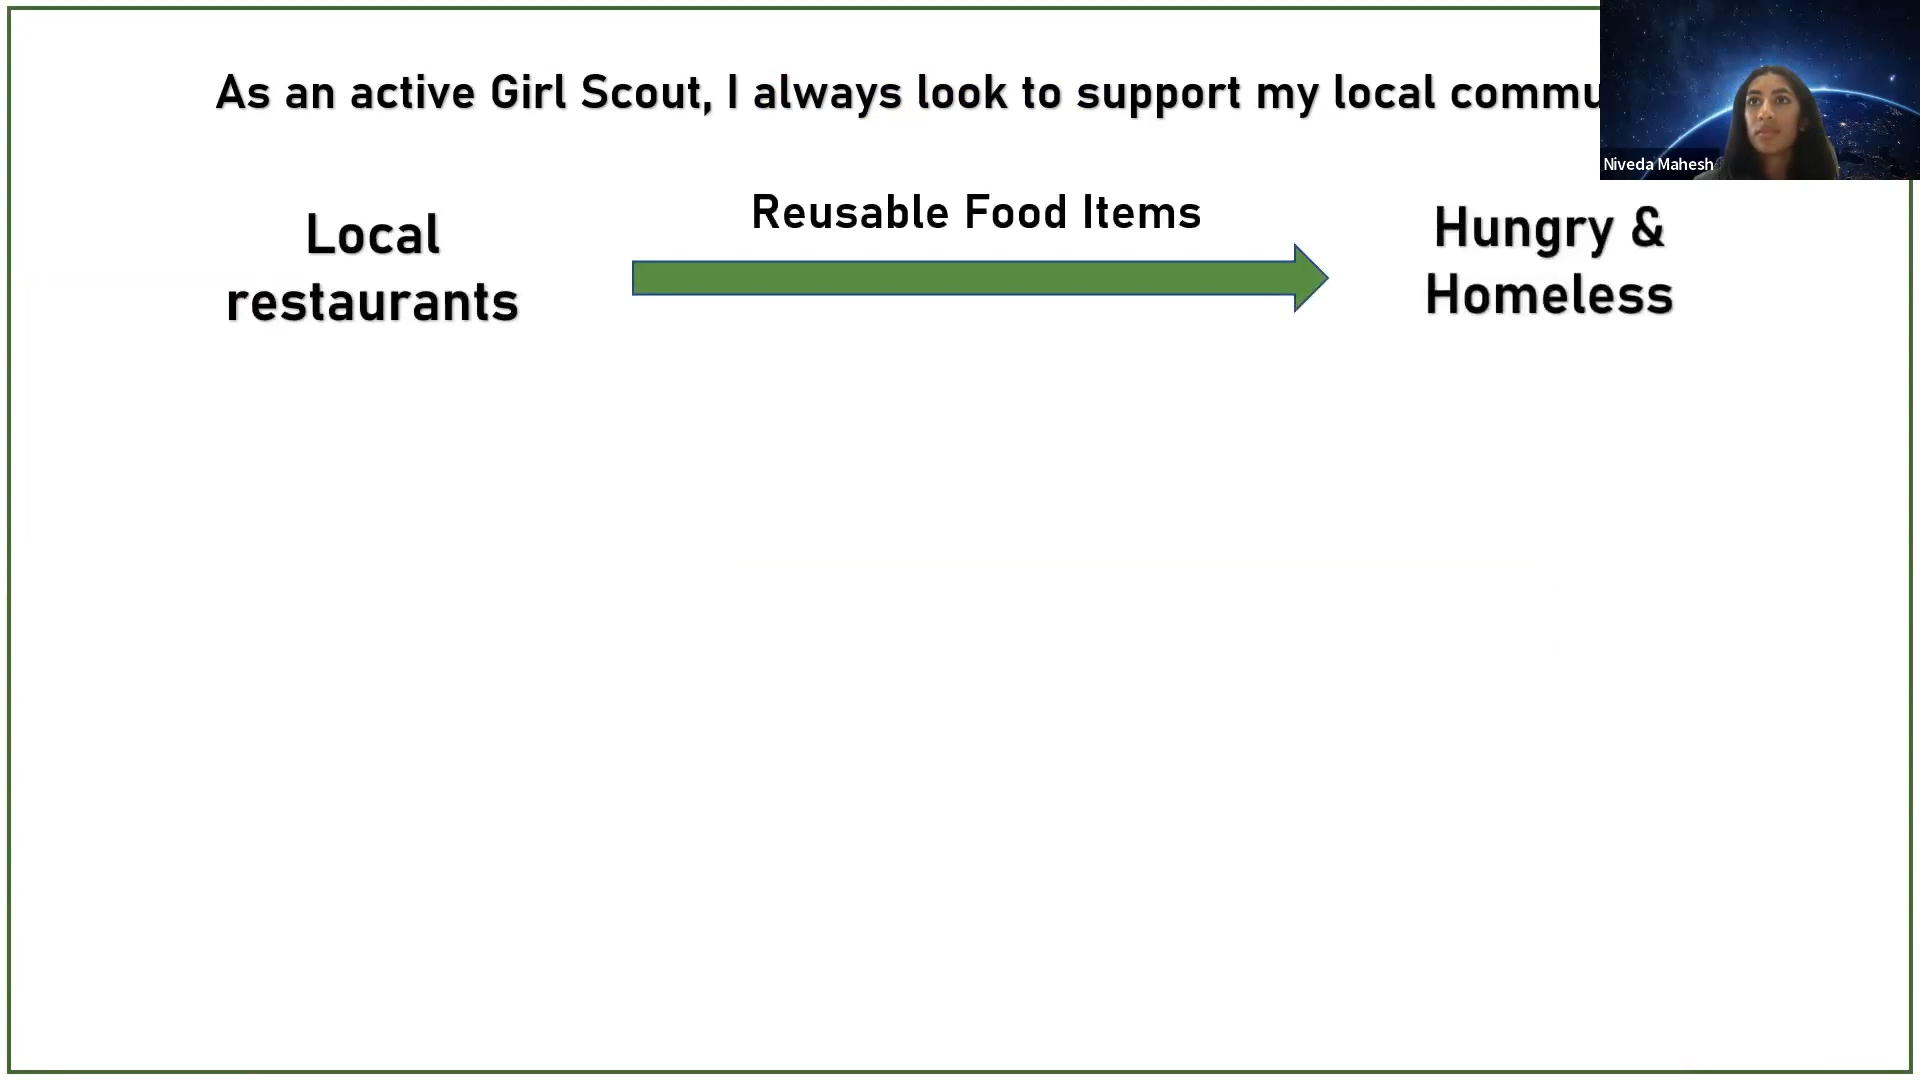 As an active Girl Scout, I always look to support my local commu
Niveda Mahesh
Reusable Food Items
Local
restaurants
Hungry &
Homeless